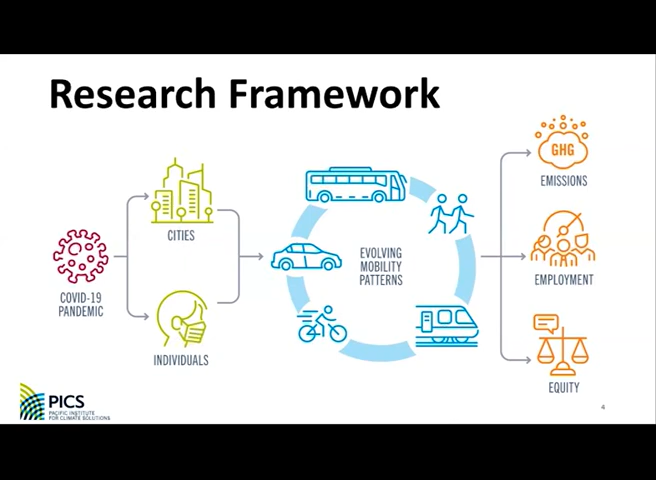 Research Framework
GHG
EMISSIONS
CITIES
COVID-19
PANDEMIC
INDIVIDUALS
EVOLVING
MOBILITY
PATTERNS
EMPLOYMENT
EQUITY
PICS
PACIFIC INSTITUTE
FOR CLIMATE SOLUTIONS
4